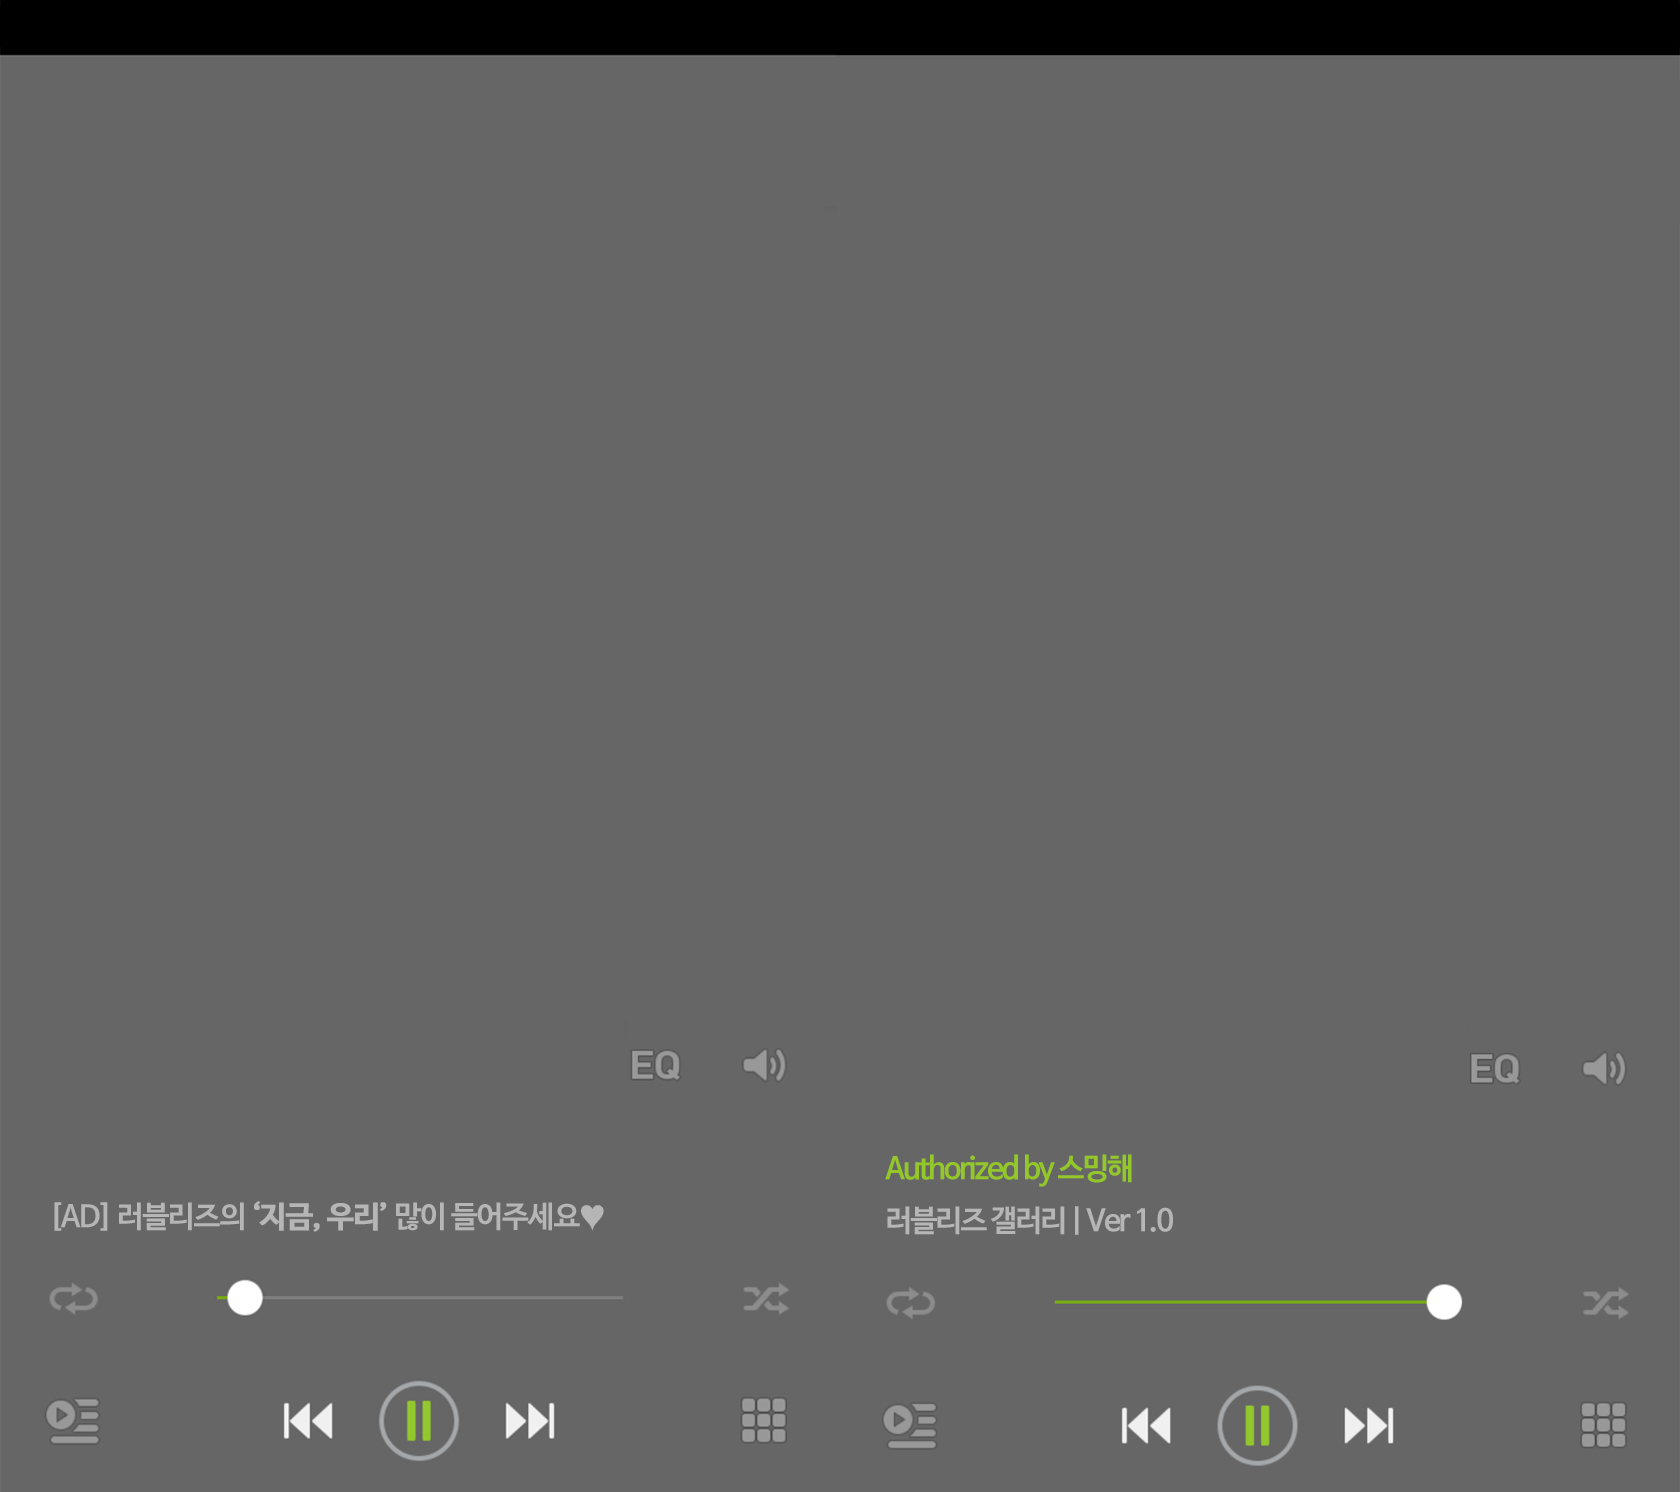 EQ
[AD] 러블리즈의 ‘지금, 우리’ 많이 들어주세요♥
EQ
Authorized by 스밍해
러블리즈 갤러리 | Ver 1.0